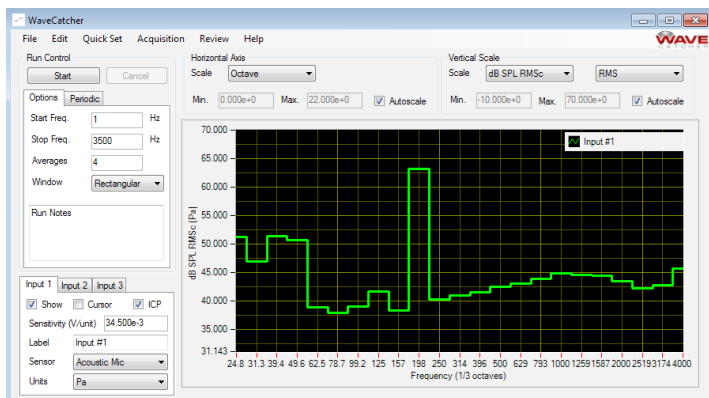 WaveCatcher
File Edit Quick Set Acquisition Review Help
WAVE
CATCHER
Run Control
Start Cancel
Options Periodic
Start Freq. 1 Hz
Stop Freq. 3500 Hz
Averages 4
Window Rectangular
Run Notes
Input 1 Input 2 Input 3
Show Cursor ICP
Sensitivity (V/unit) 34.500e-3
Label Input #1
Sensor Acoustic Mic
Units Pa
Horizontal Axis
Scale Octave
Min. 0.000e+0 Max. 22.000e+0 Autoscale
Vertical Scale
Scale dB SPL RMSc RMS
Min. -10.000e+0 Max. 70.000e+0 Autoscale
Input #1
dB SPL RMSc [Pa]
70.000
65.000
60.000
55.000
50.000
45.000
40.000
35.000
31.143
24.8 31.3 39.4 49.6 62.5 78.7 99.2 125 157 198 250 314 396 500 629 793 1000 1259 1587 2000 2519 3174 4000
Frequency (1/3 octaves)